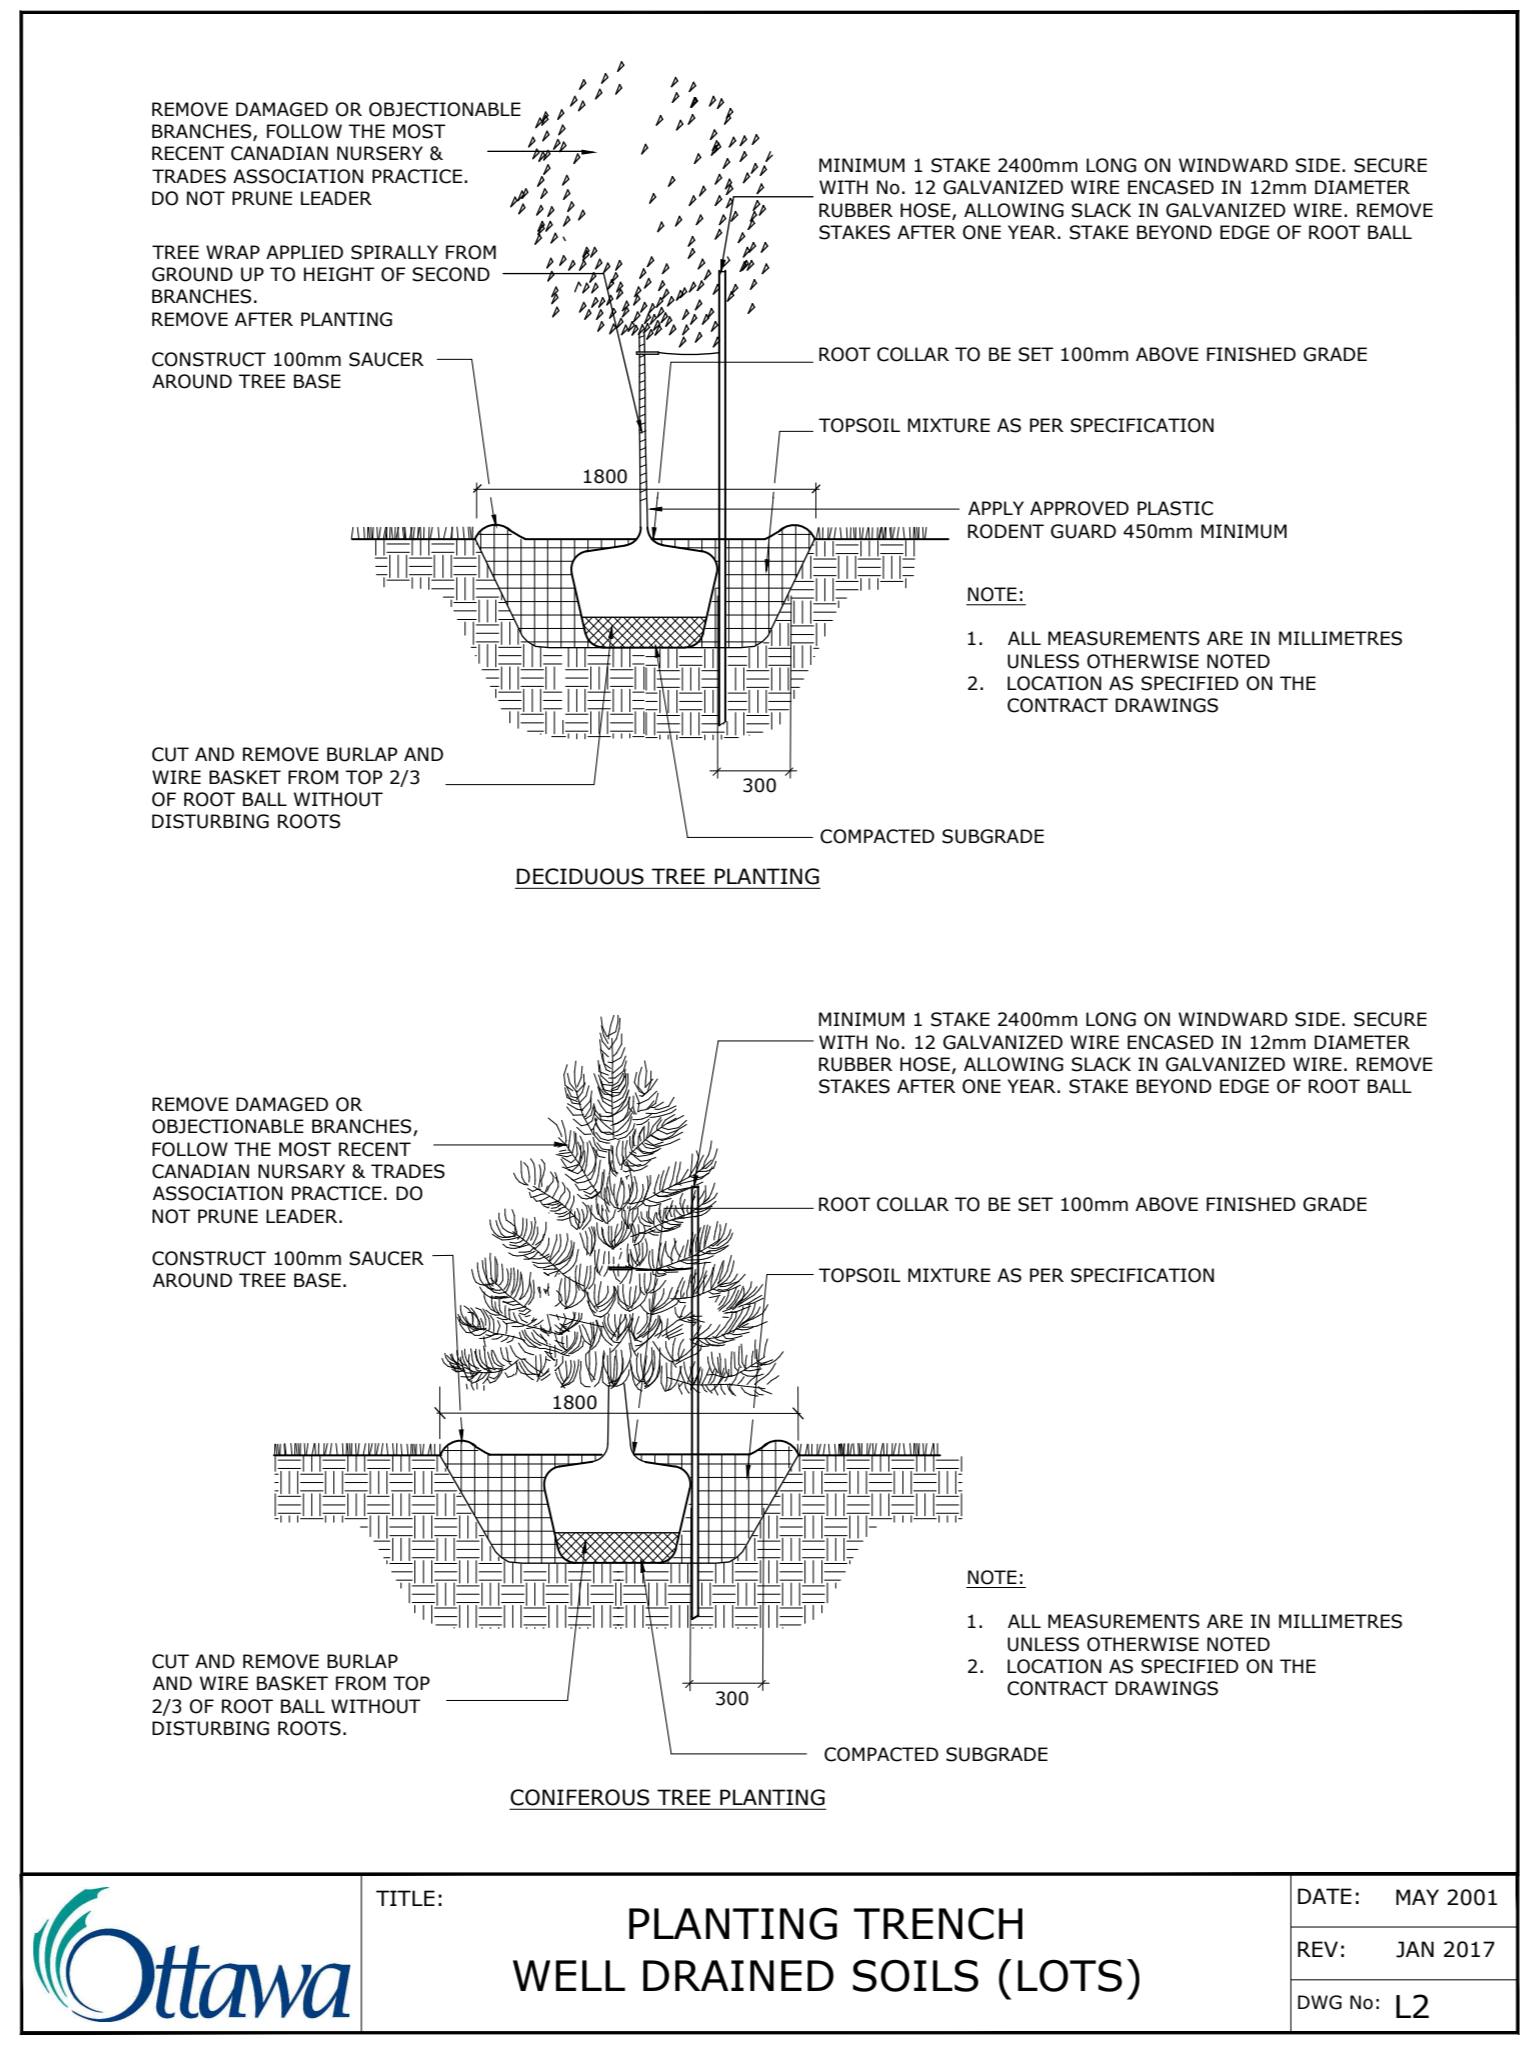 REMOVE DAMAGED OR OBJECTIONABLE
BRANCHES, FOLLOW THE MOST
RECENT CANADIAN NURSERY &
TRADES ASSOCIATION PRACTICE.
DO NOT PRUNE LEADER
MINIMUM 1 STAKE 2400mm LONG ON WINDWARD SIDE. SECURE
WITH No. 12 GALVANIZED WIRE ENCASED IN 12mm DIAMETER
RUBBER HOSE, ALLOWING SLACK IN GALVANIZED WIRE. REMOVE
STAKES AFTER ONE YEAR. STAKE BEYOND EDGE OF ROOT BALL
TREE WRAP APPLIED SPIRALLY FROM
GROUND UP TO HEIGHT OF SECOND
BRANCHES.
REMOVE AFTER PLANTING
CONSTRUCT 100mm SAUCER
AROUND TREE BASE
ROOT COLLAR TO BE SET 100mm ABOVE FINISHED GRADE
TOPSOIL MIXTURE AS PER SPECIFICATION
1800
APPLY APPROVED PLASTIC
RODENT GUARD 450mm MINIMUM
NOTE:
1. ALL MEASUREMENTS ARE IN MILLIMETRES
UNLESS OTHERWISE NOTED
2. LOCATION AS SPECIFIED ON THE
CONTRACT DRAWINGS
CUT AND REMOVE BURLAP AND
WIRE BASKET FROM TOP 2/3
OF ROOT BALL WITHOUT
DISTURBING ROOTS
300
COMPACTED SUBGRADE
DECIDUOUS TREE PLANTING
MINIMUM 1 STAKE 2400mm LONG ON WINDWARD SIDE. SECURE
WITH No. 12 GALVANIZED WIRE ENCASED IN 12mm DIAMETER
RUBBER HOSE, ALLOWING SLACK IN GALVANIZED WIRE. REMOVE
STAKES AFTER ONE YEAR. STAKE BEYOND EDGE OF ROOT BALL
REMOVE DAMAGED OR
OBJECTIONABLE BRANCHES,
FOLLOW THE MOST RECENT
CANADIAN NURSARY & TRADES
ASSOCIATION PRACTICE. DO
NOT PRUNE LEADER.
ROOT COLLAR TO BE SET 100mm ABOVE FINISHED GRADE
CONSTRUCT 100mm SAUCER
AROUND TREE BASE.
TOPSOIL MIXTURE AS PER SPECIFICATION
1800
NOTE:
1. ALL MEASUREMENTS ARE IN MILLIMETRES
UNLESS OTHERWISE NOTED
2. LOCATION AS SPECIFIED ON THE
CONTRACT DRAWINGS
CUT AND REMOVE BURLAP
AND WIRE BASKET FROM TOP
2/3 OF ROOT BALL WITHOUT
DISTURBING ROOTS.
300
COMPACTED SUBGRADE
CONIFEROUS TREE PLANTING
Ottawa
TITLE:
PLANTING TRENCH
WELL DRAINED SOILS (LOTS)
DATE: MAY 2001
REV: JAN 2017
DWG No: L2